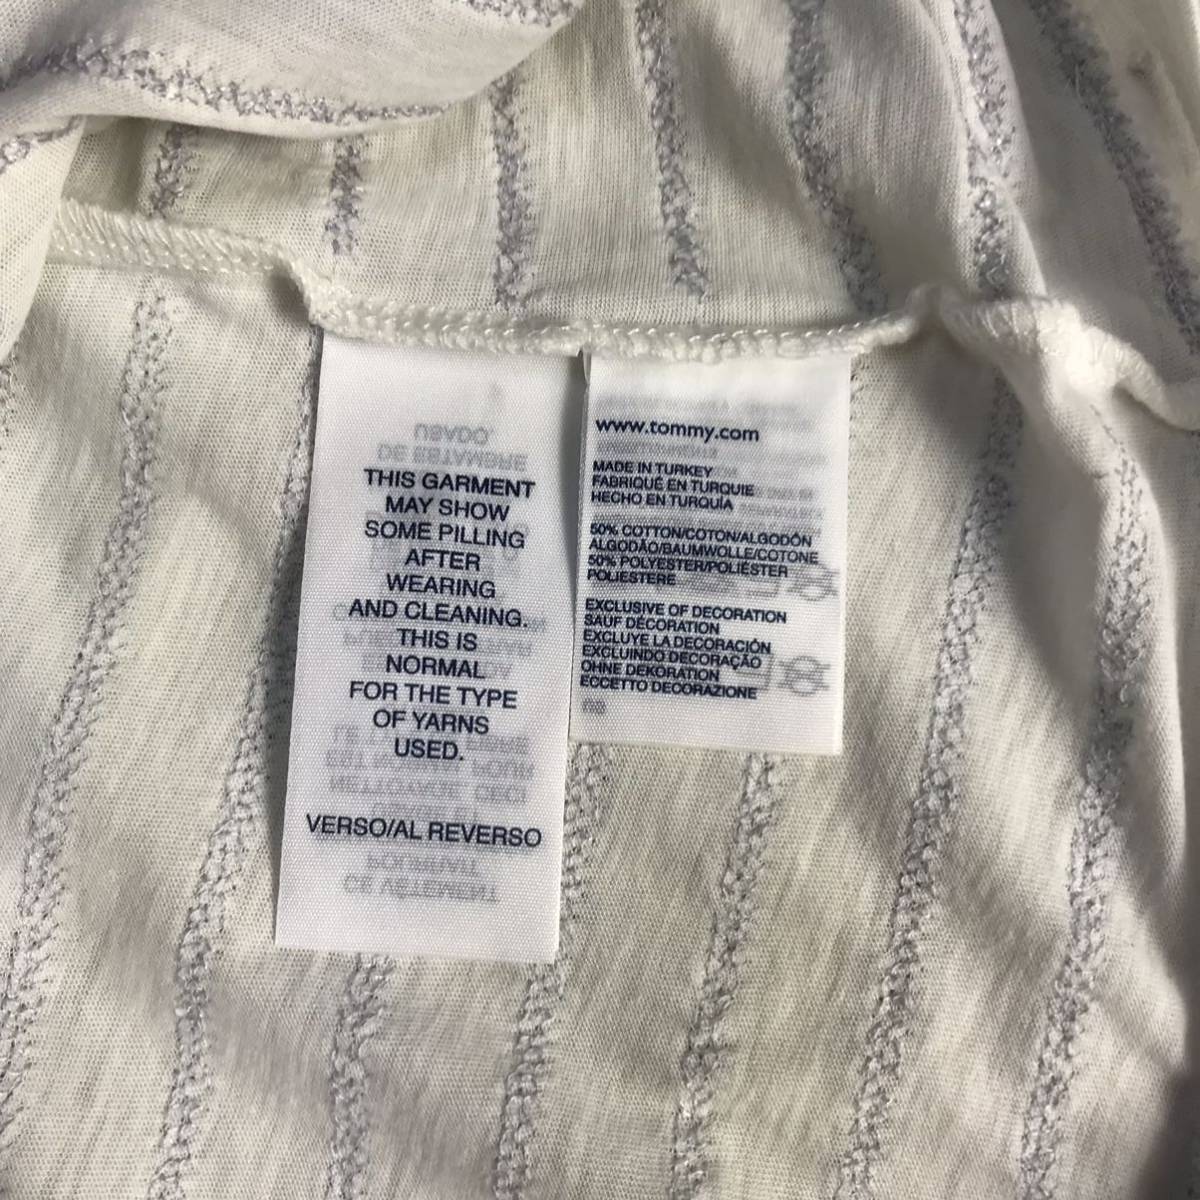 THIS GARMENT
MAY SHOW
SOME PILLING
AFTER
WEARING
AND CLEANING.
THIS IS
NORMAL
FOR THE TYPE
OF YARNS
USED.
VERSO/AL REVERSO
www.tommy.com
MADE IN TURKEY
FABRIQUÉ EN TURQUIE
HECHO EN TURQUÍA
50% COTTON/COTON/ALGODÓN
ALGODÃO/BAUMWOLLE/COTONE
50% POLYESTER/POLIÉSTER
POLIESTERE
EXCLUSIVE OF DECORATION
SAUF DÉCORATION
EXCLUYE LA DECORACIÓN
EXCLUINDO DECORAÇÃO
OHNE DEKORATION
ECCETTO DECORAZIONE